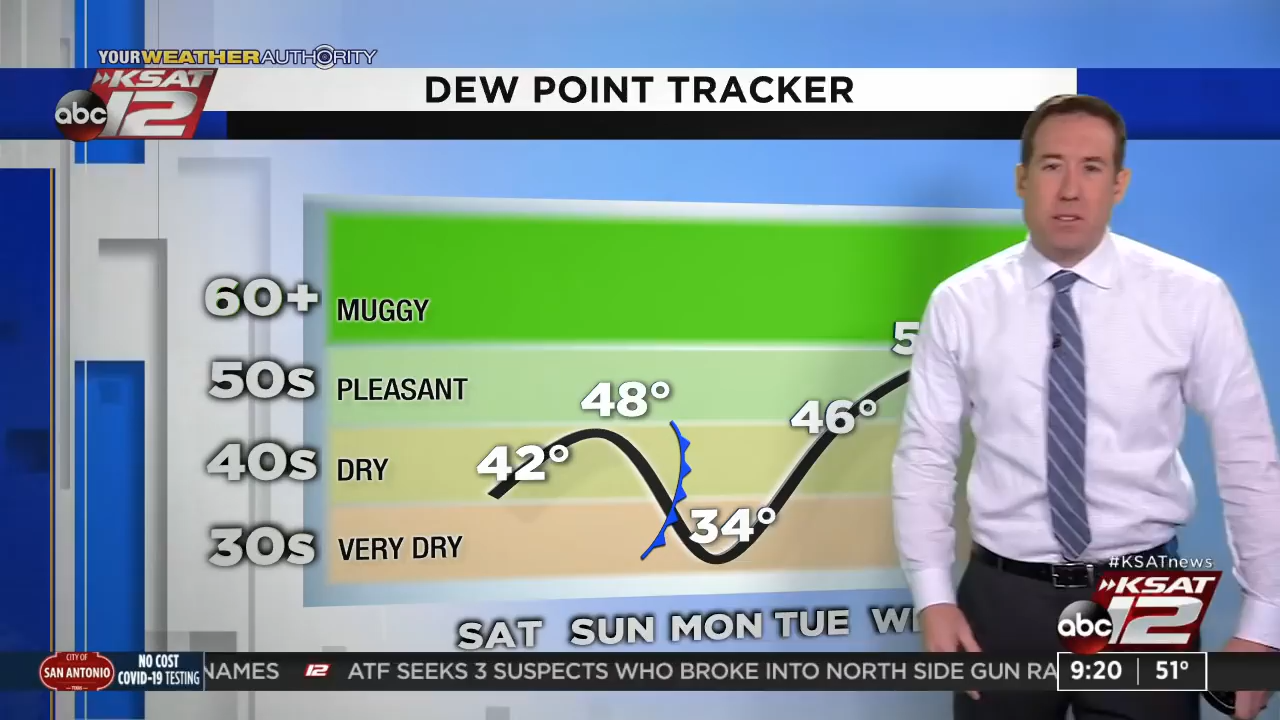 YOURWEATHERAUTHORITY
KSAT
abc 12
DEW POINT TRACKER
60+ MUGGY
50s PLEASANT
40s DRY
30s VERY DRY
42°
48°
34°
46°
5
SAT SUN MON TUE
#KSATnews
KSAT
abc 12
CITY OF
SAN ANTONIO
TEXAS
NO COST
COVID-19 TESTING
NAMES 12 ATF SEEKS 3 SUSPECTS WHO BROKE INTO NORTH SIDE GUN RA
9:20 51°